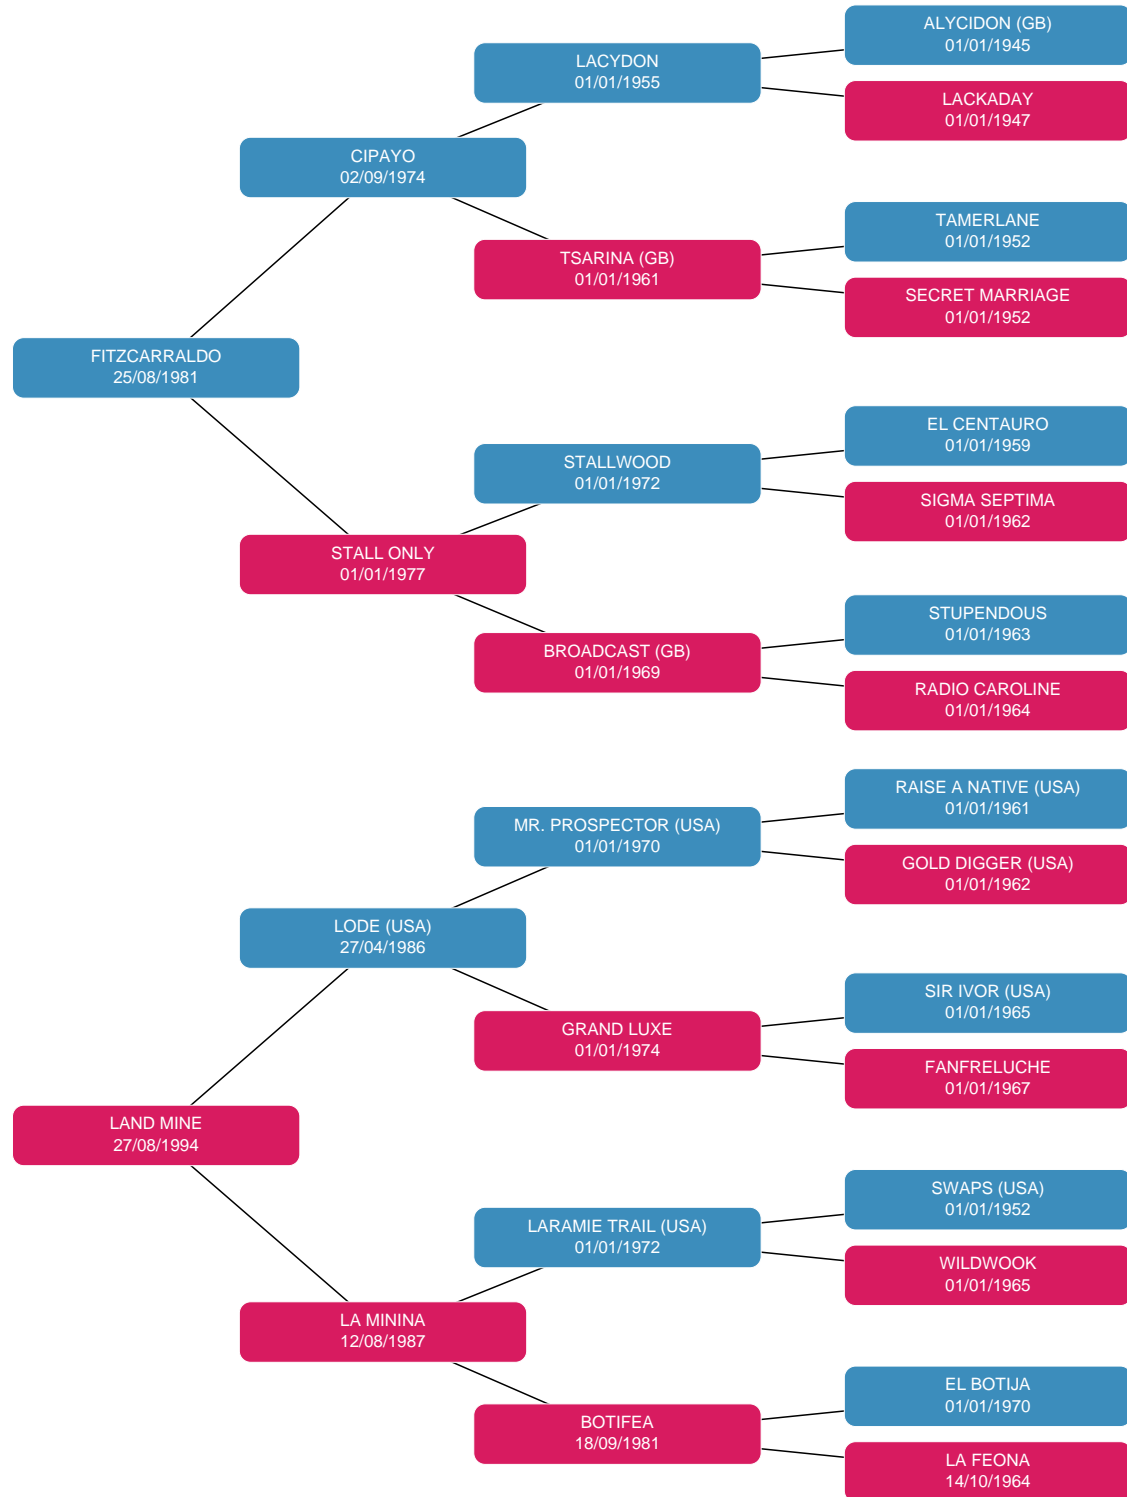 ALYCIDON (GB)
01/01/1945
LACYDON
01/01/1955
LACKADAY
01/01/1947
CIPAYO
02/09/1974
TAMERLANE
01/01/1952
TSARINA (GB)
01/01/1961
SECRET MARRIAGE
01/01/1952
FITZCARRALDO
25/08/1981
EL CENTAURO
01/01/1959
STALLWOOD
01/01/1972
SIGMA SEPTIMA
01/01/1962
STALL ONLY
01/01/1977
STUPENDOUS
01/01/1963
BROADCAST (GB)
01/01/1969
RADIO CAROLINE
01/01/1964
RAISE A NATIVE (USA)
01/01/1961
MR. PROSPECTOR (USA)
01/01/1970
GOLD DIGGER (USA)
01/01/1962
LODE (USA)
27/04/1986
SIR IVOR (USA)
01/01/1965
GRAND LUXE
01/01/1974
FANFRELUCHE
01/01/1967
LAND MINE
27/08/1994
SWAPS (USA)
01/01/1952
LARAMIE TRAIL (USA)
01/01/1972
WILDWOOK
01/01/1965
LA MININA
12/08/1987
EL BOTIJA
01/01/1970
BOTIFEA
18/09/1981
LA FEONA
14/10/1964